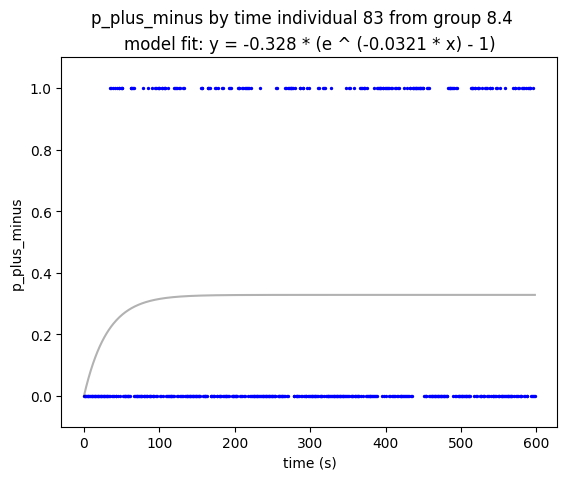 p_plus_minus by time individual 83 from group 8.4
model fit: y = -0.328 * (e ^ (-0.0321 * x) - 1)
1.0
0.8
0.6
0.4
0.2
0.0
p_plus_minus
0 100 200 300 400 500 600
time (s)